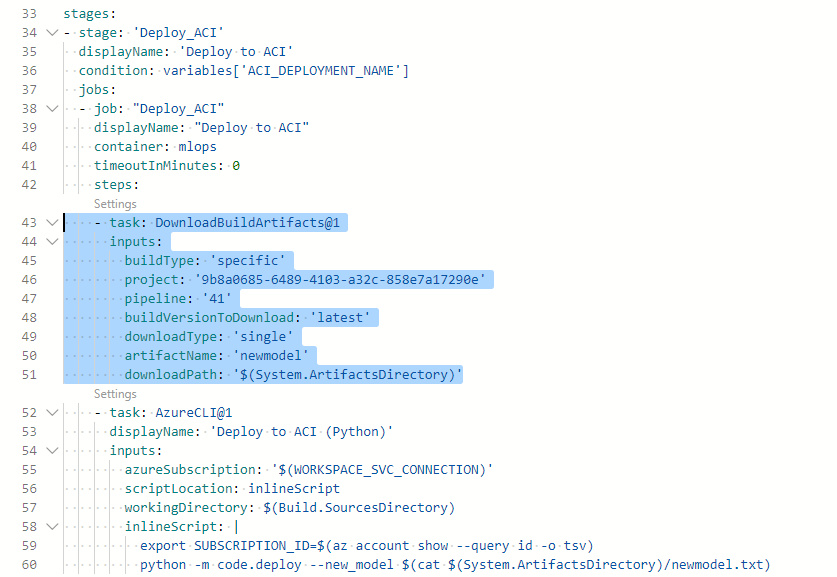 33 stages:
34 - stage: 'Deploy_ACI'
35 displayName: 'Deploy to ACI'
36 condition: variables['ACI_DEPLOYMENT_NAME']
37 jobs:
38 - job: "Deploy_ACI"
39 displayName: "Deploy to ACI"
40 container: mlops
41 timeoutInMinutes: 0
42 steps:
Settings
43 - task: DownloadBuildArtifacts@1
44 inputs:
45 buildType: 'specific'
46 project: '9b8a0685-6489-4103-a32c-858e7a17290e'
47 pipeline: '41'
48 buildVersionToDownload: 'latest'
49 downloadType: 'single'
50 artifactName: 'newmodel'
51 downloadPath: '$(System.ArtifactsDirectory)'
Settings
52 - task: AzureCLI@1
53 displayName: 'Deploy to ACI (Python)'
54 inputs:
55 azureSubscription: '$(WORKSPACE_SVC_CONNECTION)'
56 scriptLocation: inlineScript
57 workingDirectory: $(Build.SourcesDirectory)
58 inlineScript: |
59 export SUBSCRIPTION_ID=$(az account show --query id -o tsv)
60 python -m code.deploy --new_model $(cat $(System.ArtifactsDirectory)/newmodel.txt)